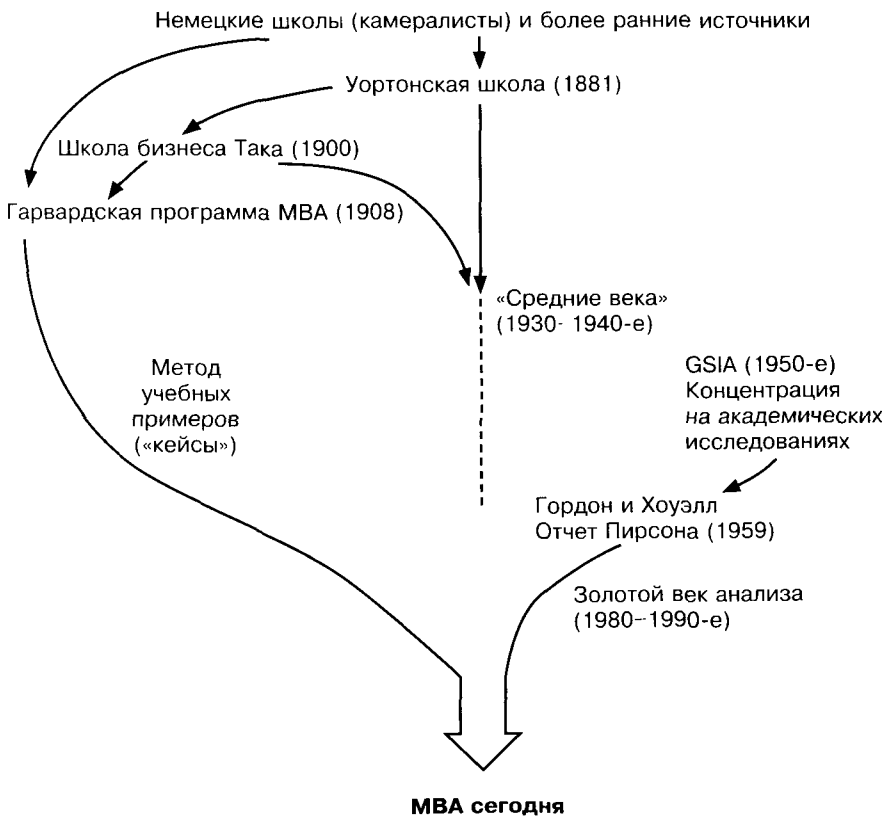 Немецкие школы (камералисты) и более ранние источники
Уортонская школа (1881)
Школа бизнеса Така (1900)
Гарвардская программа МВА (1908)
«Средние века»
(1930- 1940-е)
Метод
учебных
примеров
(«кейсы»)
GSIA (1950-е)
Концентрация
на академических
исследованиях
Гордон и Хоуэлл
Отчет Пирсона (1959)
Золотой век анализа
(1980--1990-е)
МВА сегодня